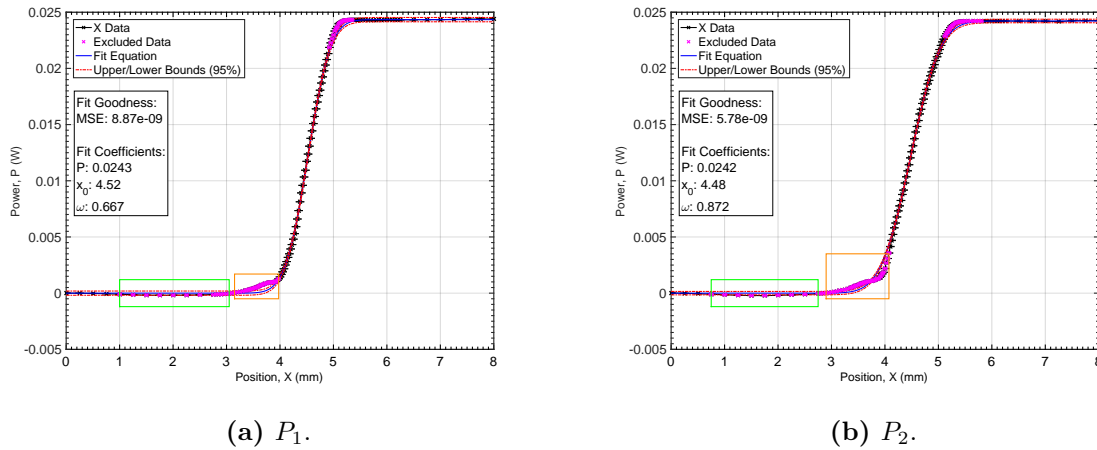 0.025
0.02
0.015
0.01
0.005
0
-0.005
Power, P (W)
X Data
Excluded Data
Fit Equation
Upper/Lower Bounds (95%)
Fit Goodness:
MSE: 8.87e-09
Fit Coefficients:
P: 0.0243
x₀: 4.52
ω: 0.667
0 1 2 3 4 5 6 7 8
Position, X (mm)
(a) P₁.
0.025
0.02
0.015
0.01
0.005
0
-0.005
Power, P (W)
X Data
Excluded Data
Fit Equation
Upper/Lower Bounds (95%)
Fit Goodness:
MSE: 5.78e-09
Fit Coefficients:
P: 0.0242
x₀: 4.48
ω: 0.872
0 1 2 3 4 5 6 7 8
Position, X (mm)
(b) P₂.